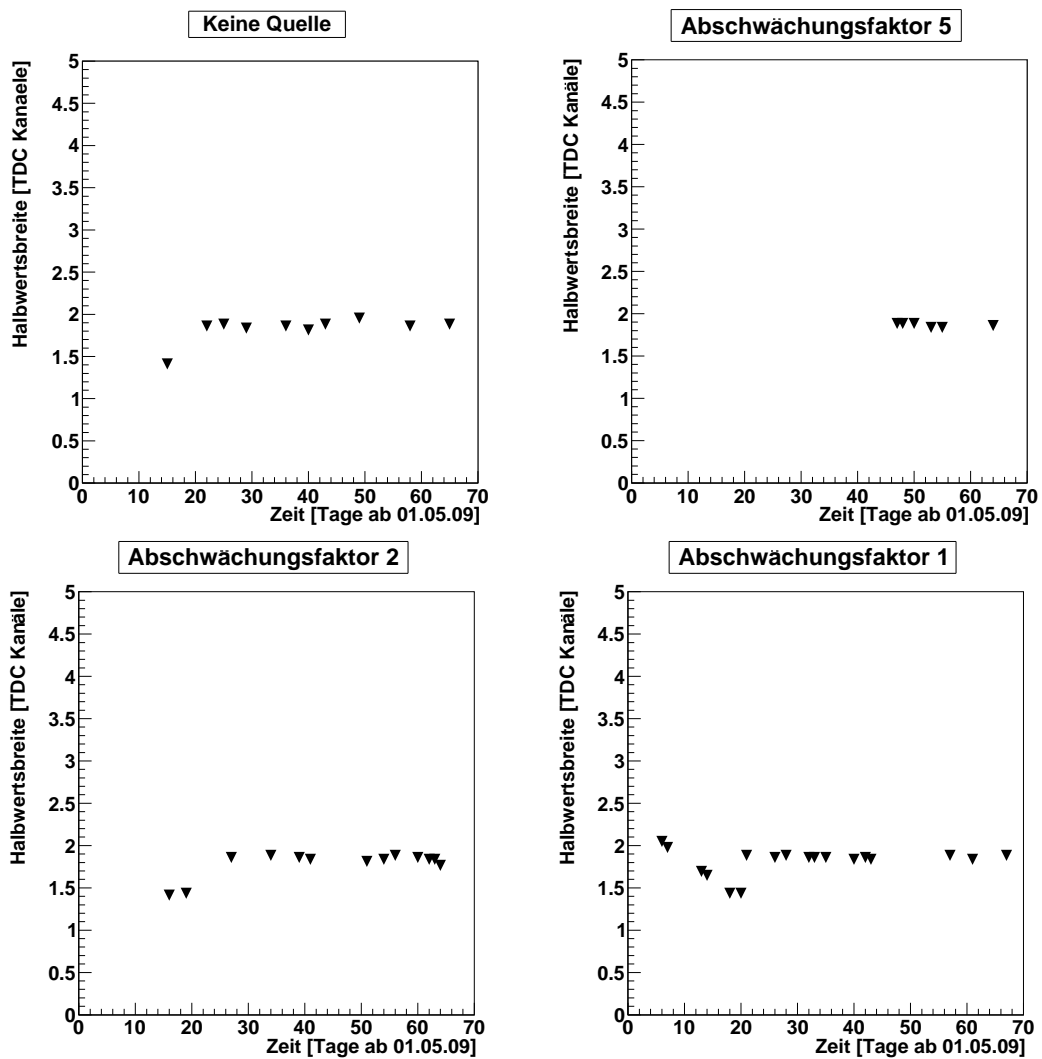 Keine Quelle
Halbwertsbreite [TDC Kanaele]
5
4.5
4
3.5
3
2.5
2
1.5
1
0.5
0
0 10 20 30 40 50 60 70
Zeit [Tage ab 01.05.09]
Abschwächungsfaktor 5
Halbwertsbreite [TDC Kanäle]
5
4.5
4
3.5
3
2.5
2
1.5
1
0.5
0
0 10 20 30 40 50 60 70
Zeit [Tage ab 01.05.09]
Abschwächungsfaktor 2
Halbwertsbreite [TDC Kanäle]
5
4.5
4
3.5
3
2.5
2
1.5
1
0.5
0
0 10 20 30 40 50 60 70
Zeit [Tage ab 01.05.09]
Abschwächungsfaktor 1
Halbwertsbreite [TDC Kanäle]
5
4.5
4
3.5
3
2.5
2
1.5
1
0.5
0
0 10 20 30 40 50 60 70
Zeit [Tage ab 01.05.09]